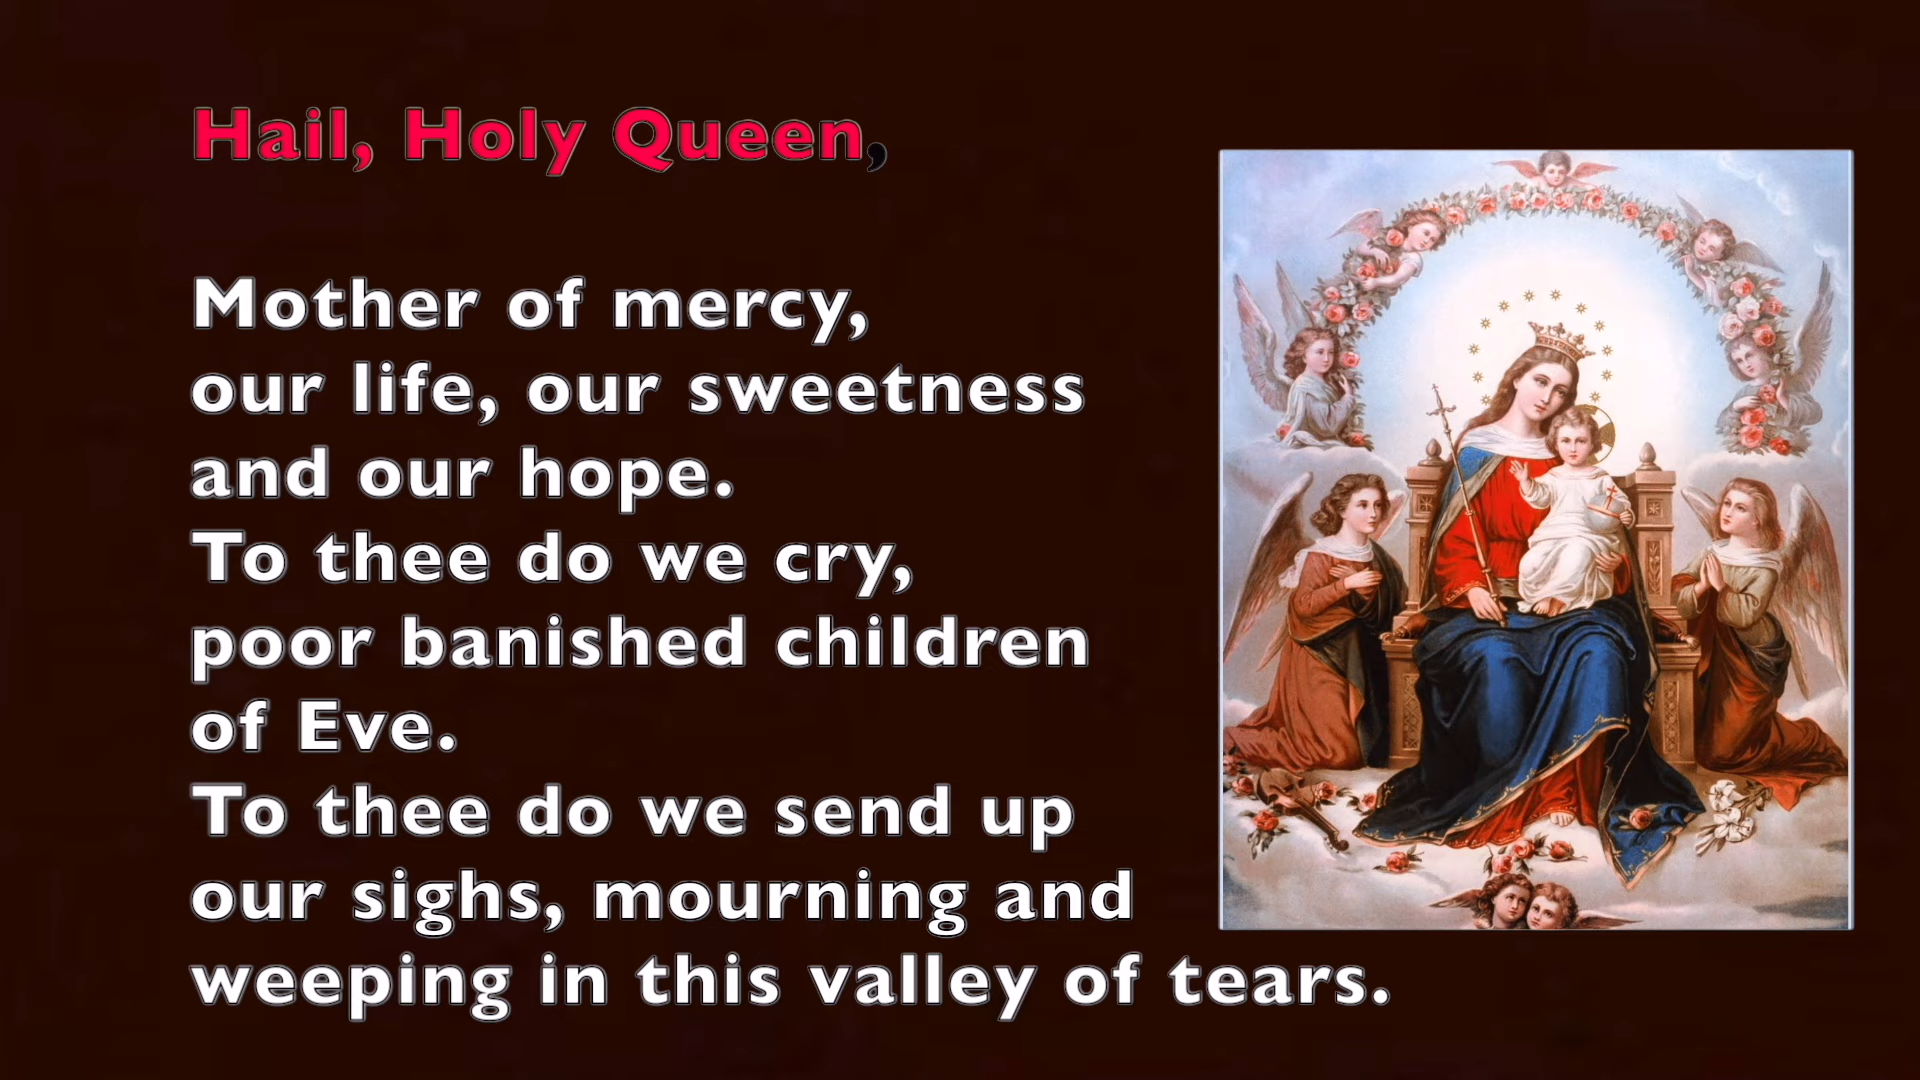 Hail, Holy Queen,
Mother of mercy,
our life, our sweetness
and our hope.
To thee do we cry,
poor banished children
of Eve.
To thee do we send up
our sighs, mourning and
weeping in this valley of tears.